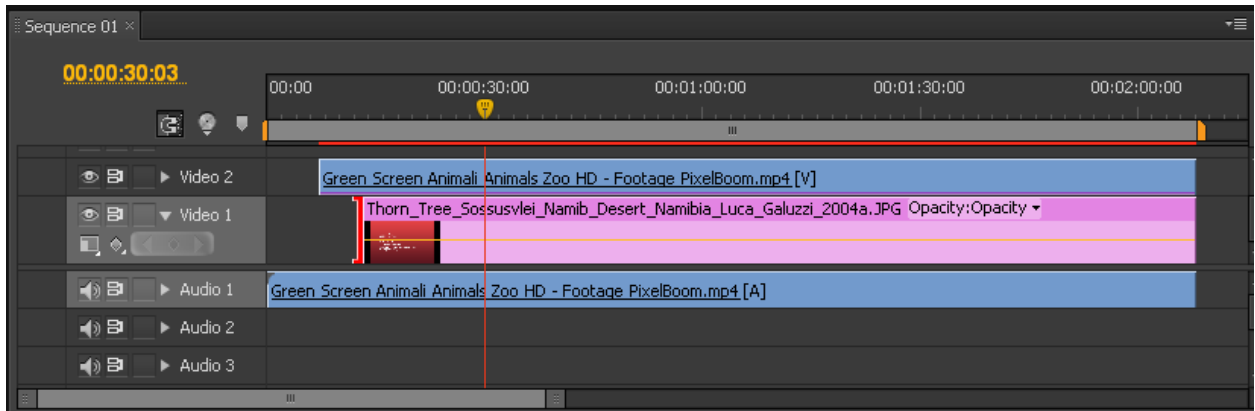 Sequence 01
00:00:30:03
00:00 00:00:30:00 00:01:00:00 00:01:30:00 00:02:00:00
Video 2 Green Screen Animali Animals Zoo HD - Footage PixelBoom.mp4 [V]
Video 1 Thorn_Tree_Sossusvlei_Namib_Desert_Namibia_Luca_Galuzzi_2004a.JPG Opacity:Opacity
Audio 1 Green Screen Animali Animals Zoo HD - Footage PixelBoom.mp4 [A]
Audio 2
Audio 3